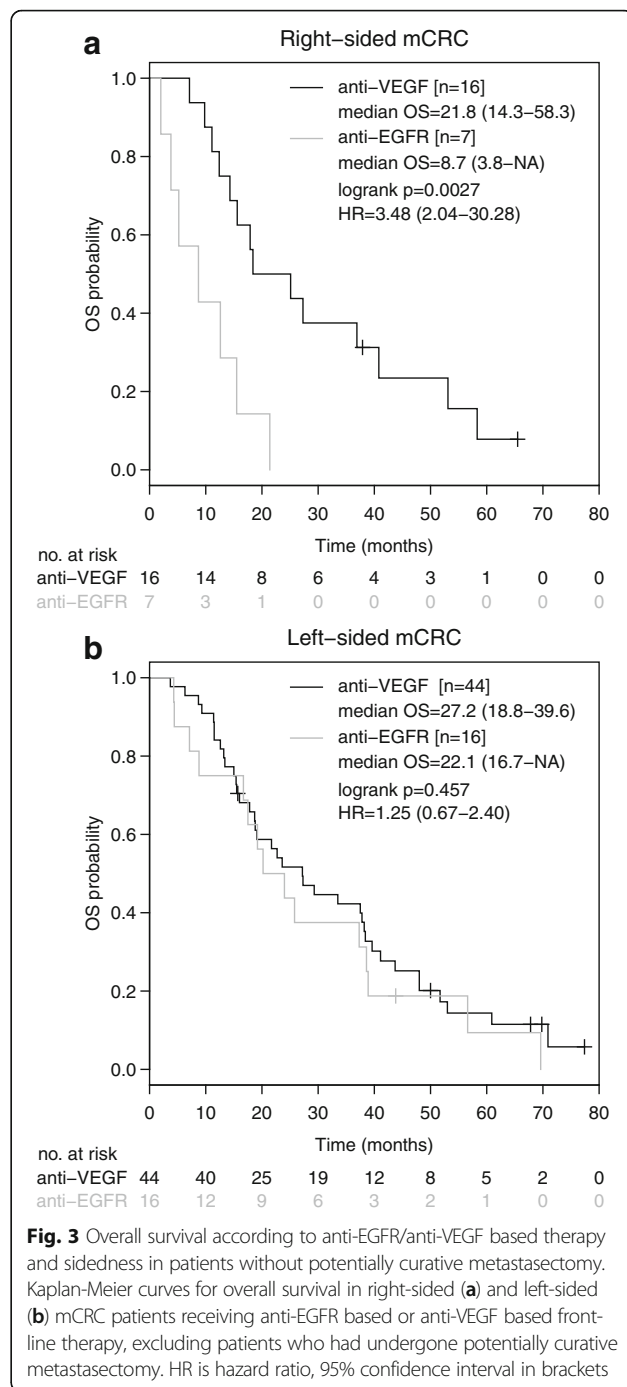 a
Right-sided mCRC
1.0
0.8
0.6
0.4
0.2
0.0
OS probability
anti-VEGF [n=16]
median OS=21.8 (14.3-58.3)
anti-EGFR [n=7]
median OS=8.7 (3.8-NA)
logrank p=0.0027
HR=3.48 (2.04-30.28)
0 10 20 30 40 50 60 70 80
Time (months)
no. at risk
anti-VEGF 16 14 8 6 4 3 1 0 0
anti-EGFR 7 3 1 0 0 0 0 0 0
b
Left-sided mCRC
1.0
0.8
0.6
0.4
0.2
0.0
OS probability
anti-VEGF [n=44]
median OS=27.2 (18.8-39.6)
anti-EGFR [n=16]
median OS=22.1 (16.7-NA)
logrank p=0.457
HR=1.25 (0.67-2.40)
0 10 20 30 40 50 60 70 80
Time (months)
no. at risk
anti-VEGF 44 40 25 19 12 8 5 2 0
anti-EGFR 16 12 9 6 3 2 1 0 0
Fig. 3 Overall survival according to anti-EGFR/anti-VEGF based therapy
and sidedness in patients without potentially curative metastasectomy.
Kaplan-Meier curves for overall survival in right-sided (a) and left-sided
(b) mCRC patients receiving anti-EGFR based or anti-VEGF based front-
line therapy, excluding patients who had undergone potentially curative
metastasectomy. HR is hazard ratio, 95% confidence interval in brackets